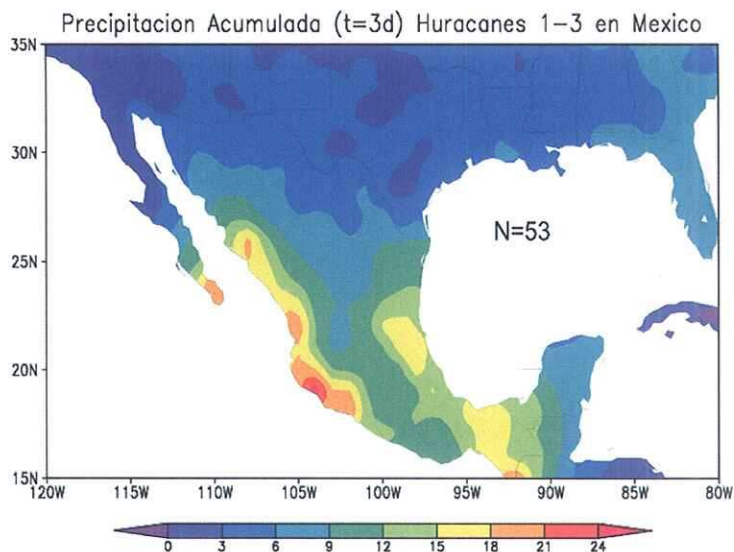 Precipitacion Acumulada (t=3d) Huracanes 1-3 en Mexico
35N
30N
N=53
25N
20N
15N
120W 115W 110W 105W 100W 95W 90W 85W 80W
0 3 6 9 12 15 18 21 24